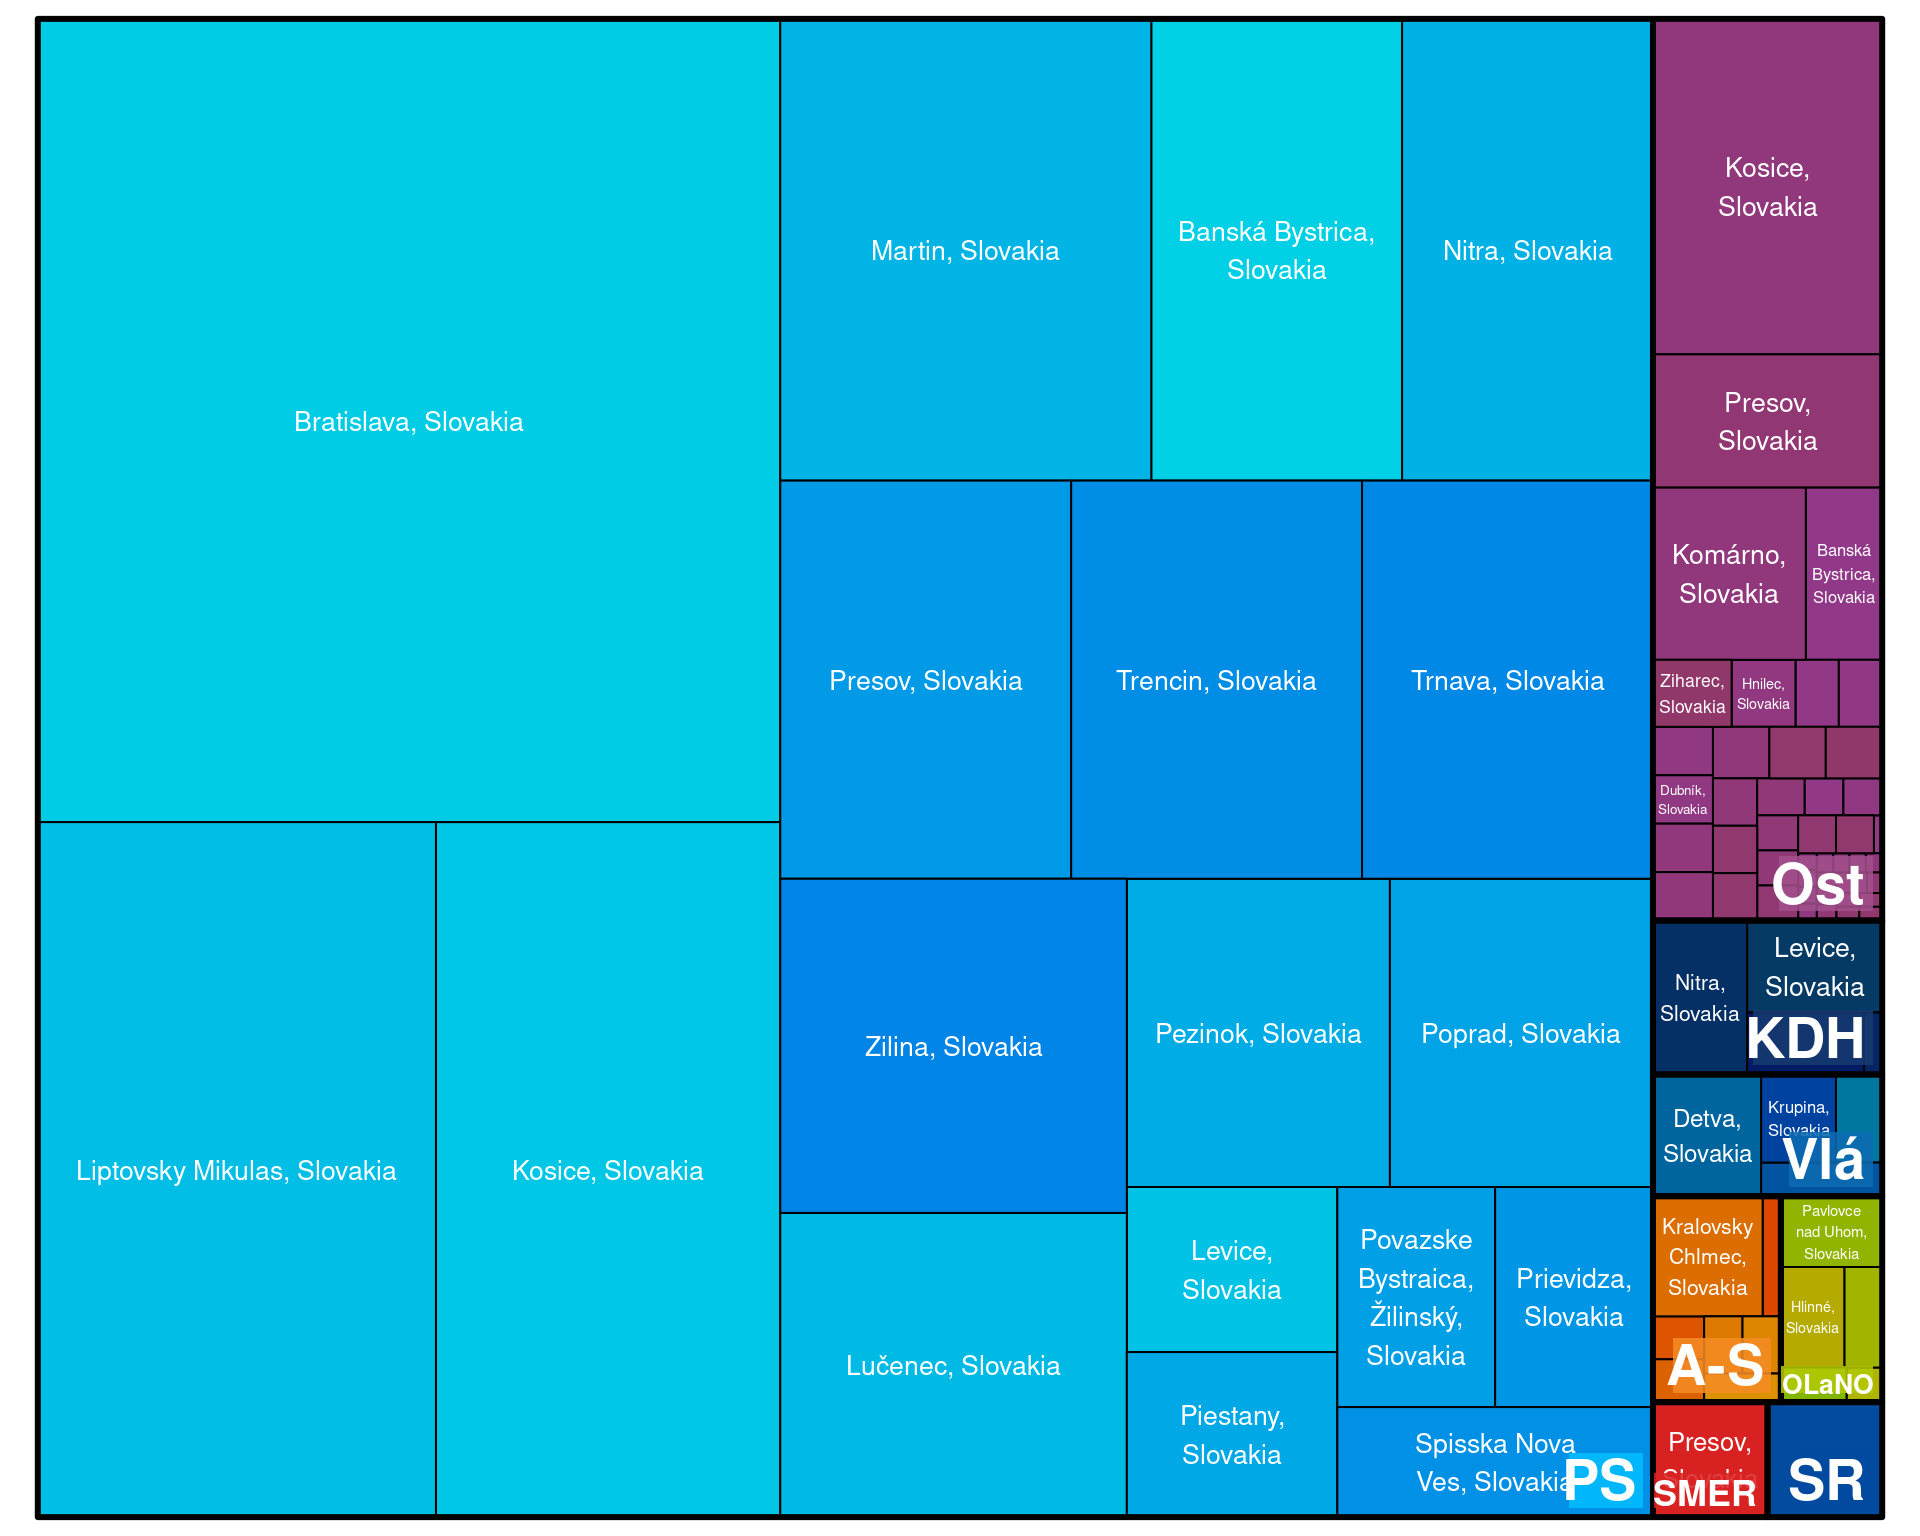 Bratislava, Slovakia
Martin, Slovakia
Banská Bystrica,
Slovakia
Nitra, Slovakia
Presov, Slovakia
Trencin, Slovakia
Trnava, Slovakia
Liptovsky Mikulas, Slovakia
Kosice, Slovakia
Zilina, Slovakia
Pezinok, Slovakia
Poprad, Slovakia
Lučenec, Slovakia
Levice,
Slovakia
Piestany,
Slovakia
Povazske
Bystraica,
Žilinský,
Slovakia
Prievidza,
Slovakia
Spisska Nova
Ves, Slovakia
PS
Kosice,
Slovakia
Presov,
Slovakia
Komárno,
Slovakia
Banská
Bystrica,
Slovakia
Ziharec,
Slovakia
Hnilec,
Slovakia
Dubník,
Slovakia
Ost
Nitra,
Slovakia
Levice,
Slovakia
KDH
Detva,
Slovakia
Krupina,
Slovakia
Vlá
Kralovsky
Chlmec,
Slovakia
A-S
Pavlovce
nad Uhom,
Slovakia
Hlinné,
Slovakia
OLaNO
Presov,
Slovakia
SMER
SR